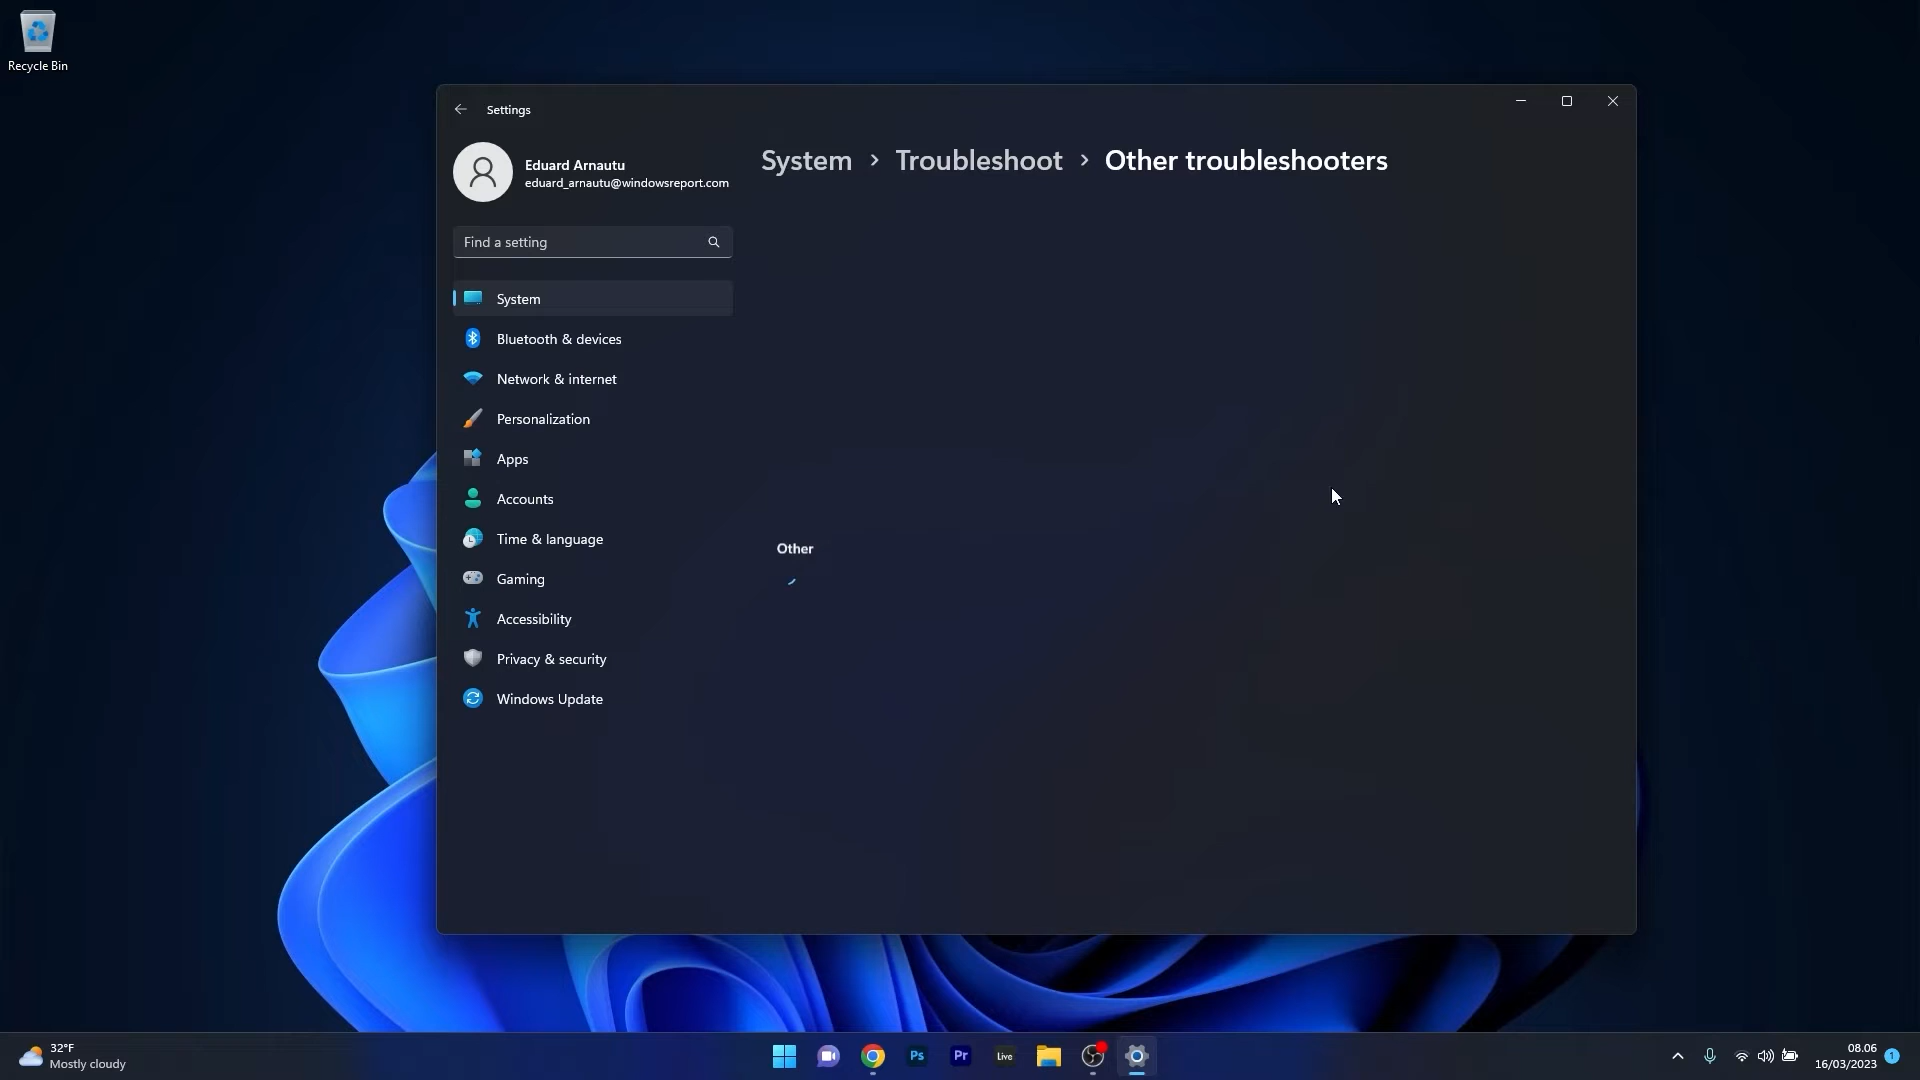 Recycle Bin
Settings
Eduard Arnautu
eduard_arnautu@windowsreport.com
Find a setting
System
Bluetooth & devices
Network & internet
Personalization
Apps
Accounts
Time & language
Gaming
Accessibility
Privacy & security
Windows Update
System › Troubleshoot › Other troubleshooters
Other
32°F
Mostly cloudy
Ps
Pr
Live
08.06
16/03/2023
1